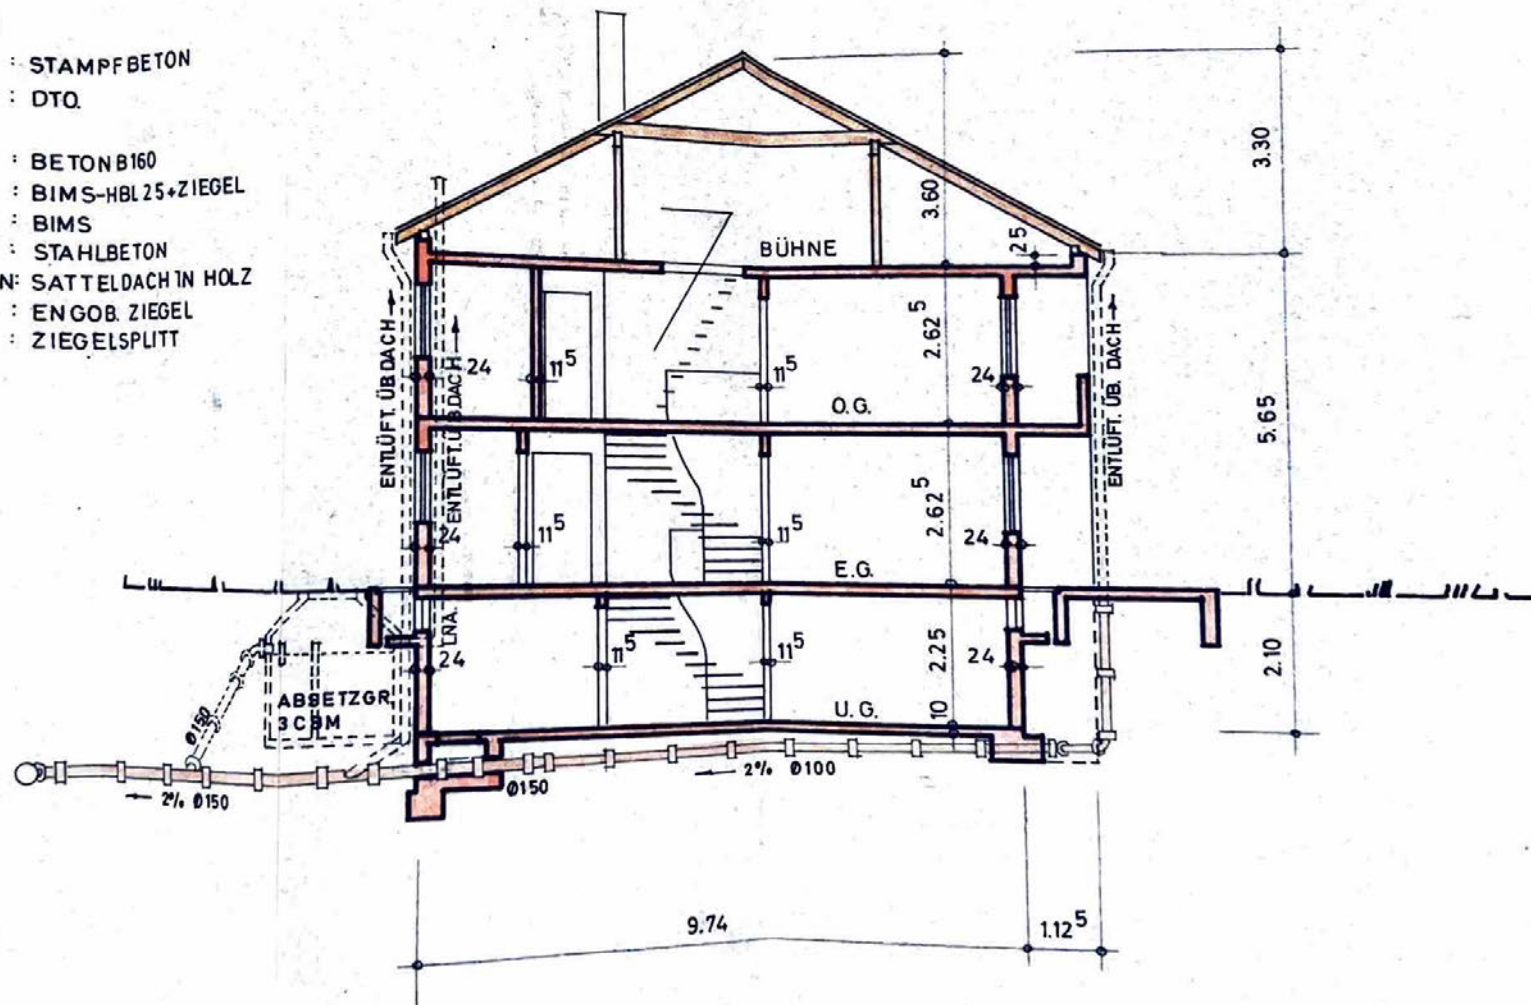 : STAMPFBETON
: DTO.
: BETON B160
: BIMS-HBL 25+ZIEGEL
: BIMS
: STAHLBETON
N: SATTELDACH IN HOLZ
: ENGOB. ZIEGEL
: ZIEGELSPLITT
3.30
3.60
25
BÜHNE
ENTLÜFT. ÜB DACH
ENTLÜFT. ÜB. DACH
LNA.
ENTLÜFT. ÜB. DACH
2.62⁵
24
11⁵
11⁵
24
O.G.
5.65
2.62⁵
24
11⁵
11⁵
24
E.G.
24
11⁵
11⁵
2.25
24
2.10
ABSETZGR.
3 CBM
Ø150
U.G.
10
2% Ø150
Ø150
2% Ø100
9.74
1.12⁵